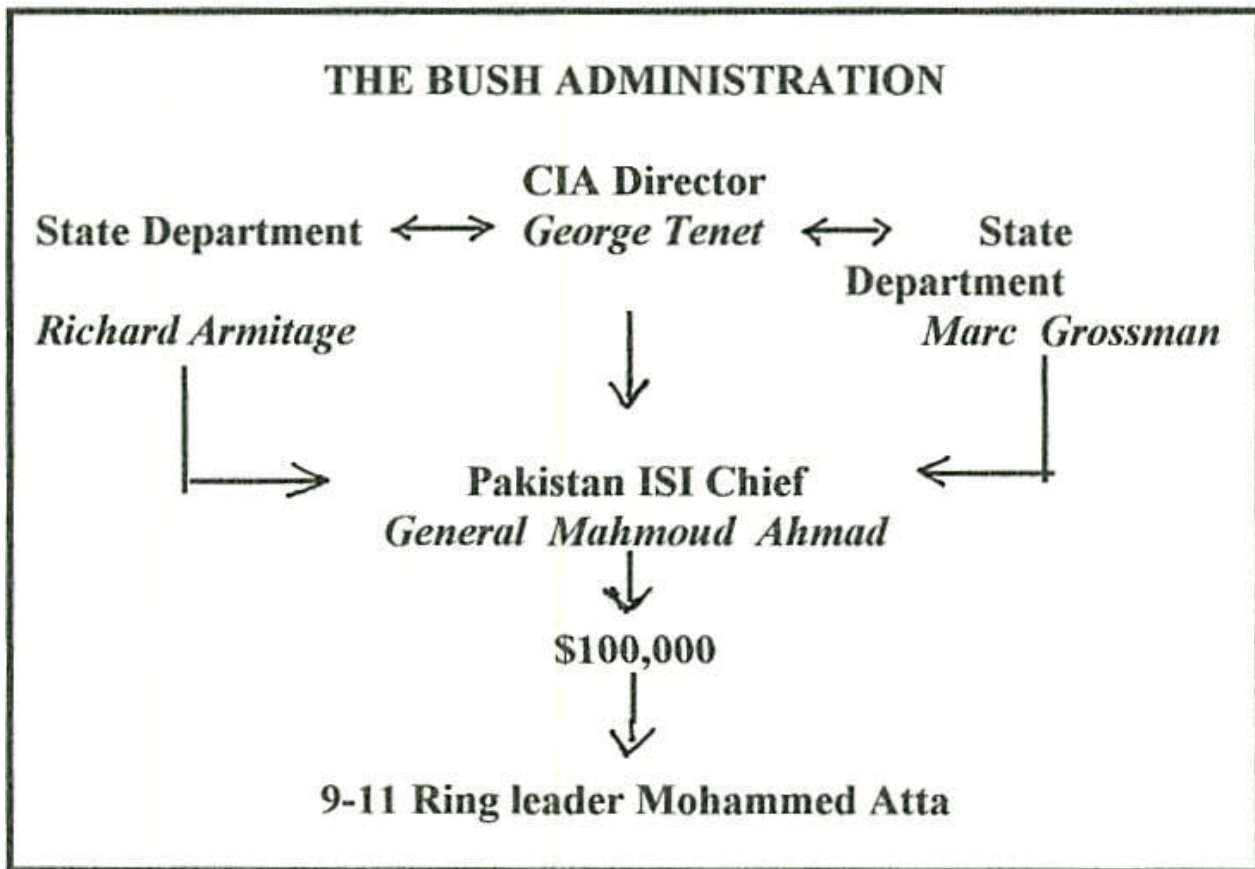 THE BUSH ADMINISTRATION
CIA Director
State Department George Tenet State
Department
Richard Armitage Marc Grossman
Pakistan ISI Chief
General Mahmoud Ahmad
$100,000
9-11 Ring leader Mohammed Atta